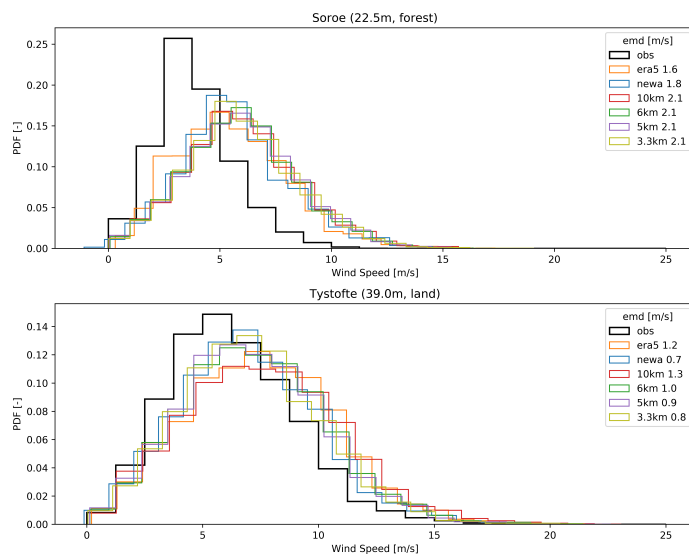 Soroe (22.5m, forest)
emd [m/s]
obs
era5 1.6
newa 1.8
10km 2.1
6km 2.1
5km 2.1
3.3km 2.1
PDF [-]
0.25
0.20
0.15
0.10
0.05
0.00
0 5 10 15 20 25
Wind Speed [m/s]
Tystofte (39.0m, land)
emd [m/s]
obs
era5 1.2
newa 0.7
10km 1.3
6km 1.0
5km 0.9
3.3km 0.8
PDF [-]
0.14
0.12
0.10
0.08
0.06
0.04
0.02
0.00
0 5 10 15 20 25
Wind Speed [m/s]